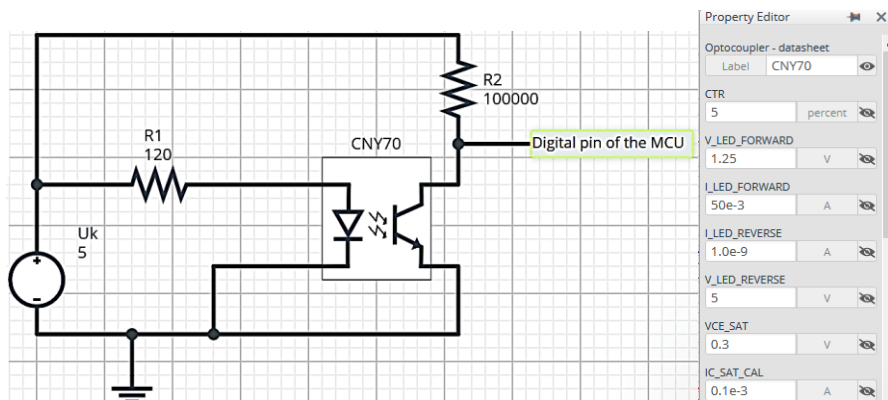 R2
100000
Digital pin of the MCU
R1
120
CNY70
Uk
5
+
-
Property Editor
Optocoupler - datasheet
Label CNY70
CTR
5 percent
V_LED_FORWARD
1.25 V
I_LED_FORWARD
50e-3 A
I_LED_REVERSE
1.0e-9 A
V_LED_REVERSE
5 V
VCE_SAT
0.3 V
IC_SAT_CAL
0.1e-3 A